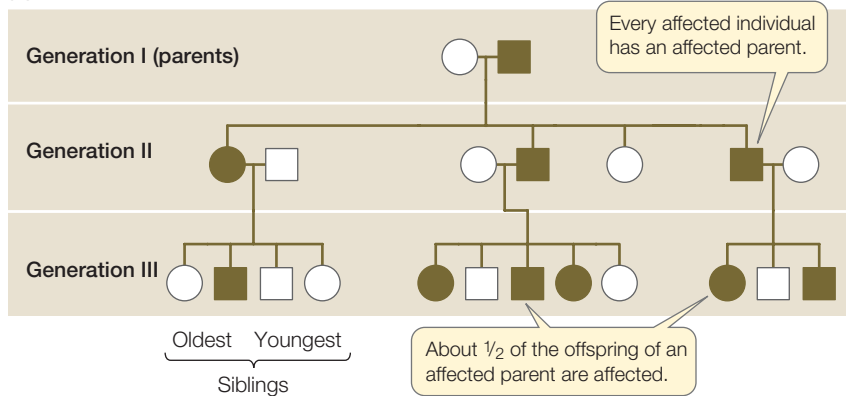 Generation I (parents)
Every affected individual
has an affected parent.
Generation II
Generation III
Oldest Youngest
Siblings
About 1/2 of the offspring of an
affected parent are affected.